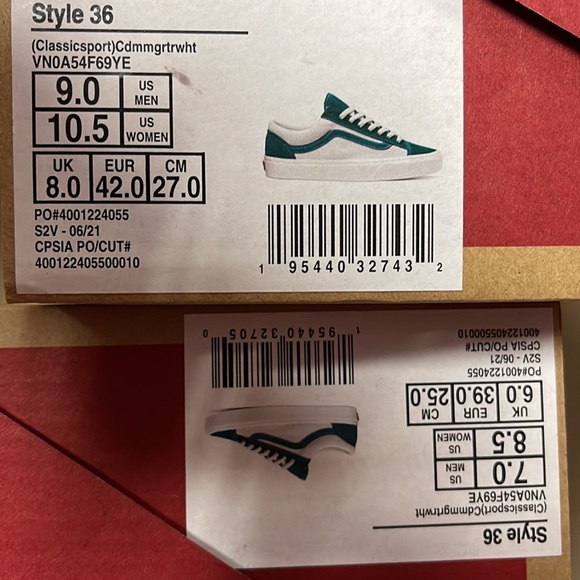 Style 36
(Classicsport)Cdmmgrtrwht
VN0A54F69YE
9.0 US MEN
10.5 US WOMEN
UK 8.0 EUR 42.0 CM 27.0
PO#4001224055
S2V - 06/21
CPSIA PO/CUT#
400122405500010
1 95440 32743 2
Style 36
(Classicsport)Cdmmgrtrwht
VN0A54F69YE
7.0 US MEN
8.5 US WOMEN
UK 6.0 EUR 39.0 CM 25.0
PO#4001224055
S2V - 06/21
CPSIA PO/CUT#
400122405500010
1 95440 32705 0